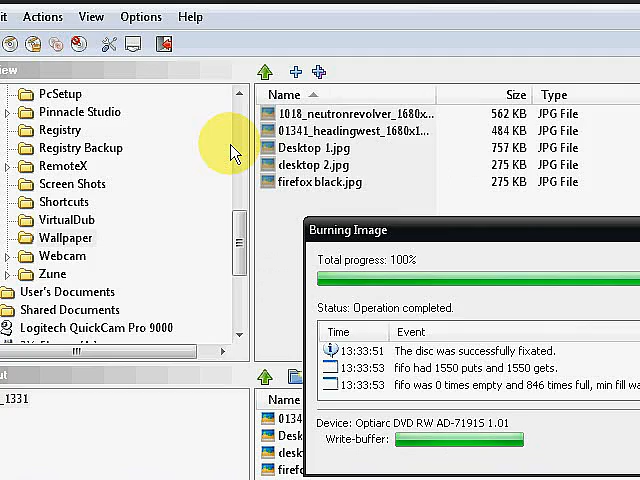 it Actions View Options Help
iew
PcSetup
Pinnacle Studio
Registry
Registry Backup
RemoteX
Screen Shots
Shortcuts
VirtualDub
Wallpaper
Webcam
Zune
User's Documents
Shared Documents
Logitech QuickCam Pro 9000
Name Size Type
1018_neutronrevolver_1680x... 562 KB JPG File
01341_headingwest_1680x1... 484 KB JPG File
Desktop 1.jpg 757 KB JPG File
desktop 2.jpg 275 KB JPG File
firefox black.jpg 275 KB JPG File
ut
_1331
Name
0134
Desk
desk
firef
Burning Image
Total progress: 100%
Status: Operation completed.
Time Event
13:33:51 The disc was successfully fixated.
13:33:53 fifo had 1550 puts and 1550 gets.
13:33:53 fifo was 0 times empty and 846 times full, min fill wa
Device: Optiarc DVD RW AD-7191S 1.01
Write-buffer: